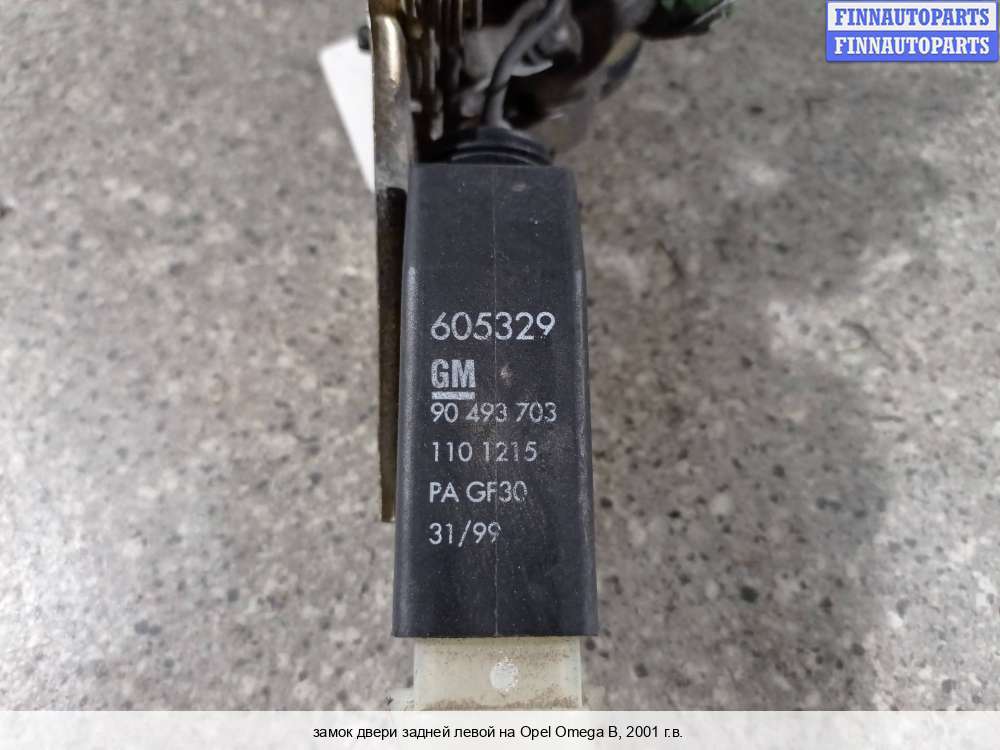 FINNAUTOPARTS
FINNAUTOPARTS
605329
GM
90 493 703
110 1215
PA GF30
31/99
замок двери задней левой на Opel Omega B, 2001 г.в.